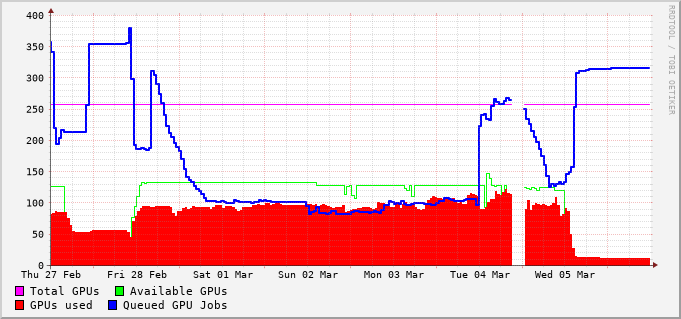 400
350
300
250
200
150
100
50
0
Thu 27 Feb Fri 28 Feb Sat 01 Mar Sun 02 Mar Mon 03 Mar Tue 04 Mar Wed 05 Mar
Total GPUs Available GPUs
GPUs used Queued GPU Jobs
RRDTOOL / TOBI OETIKER